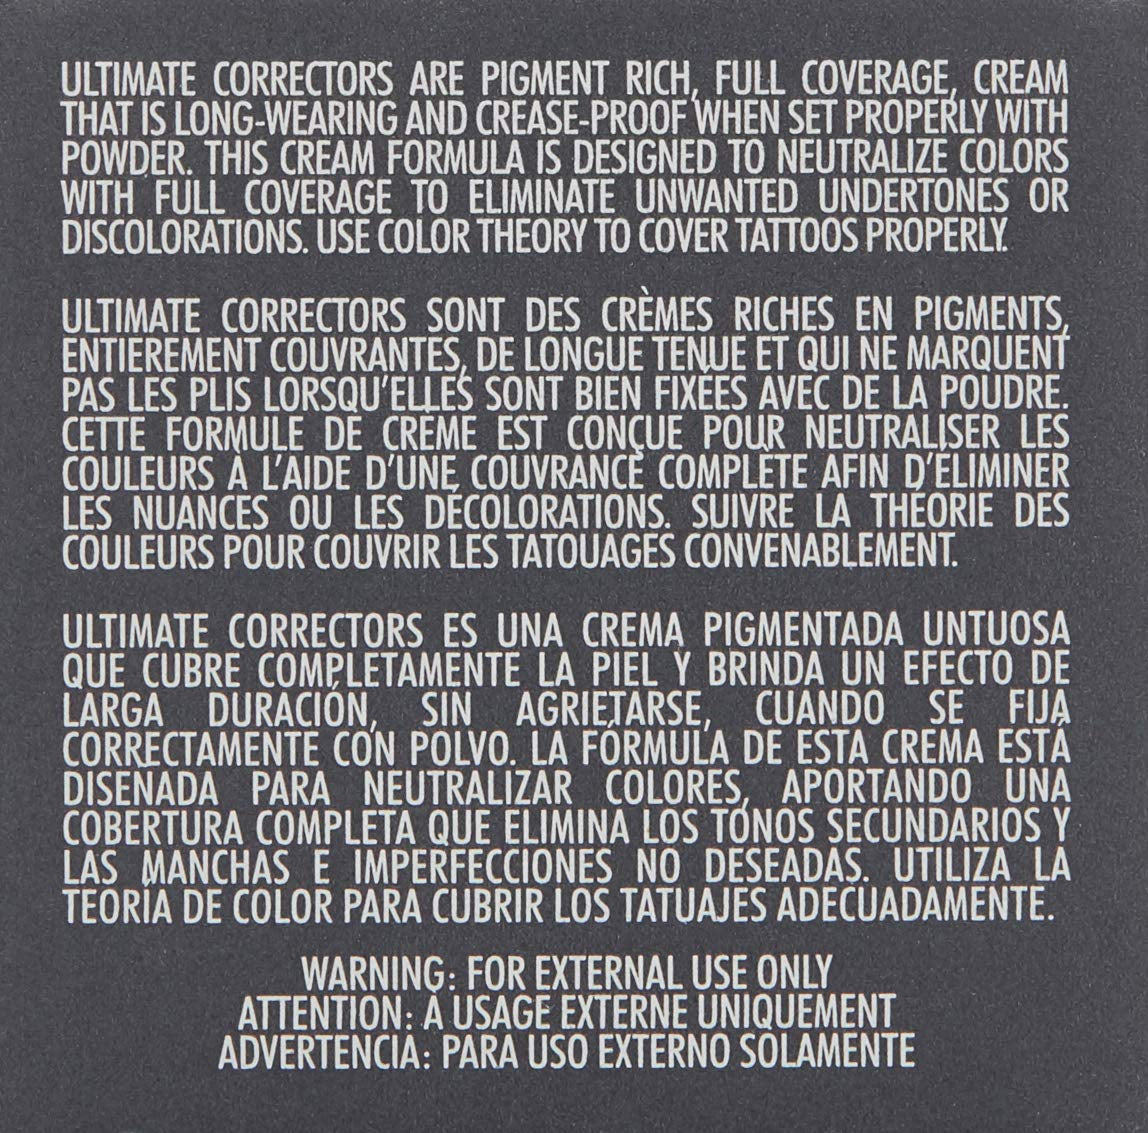 ULTIMATE CORRECTORS ARE PIGMENT RICH, FULL COVERAGE, CREAM
THAT IS LONG-WEARING AND CREASE-PROOF WHEN SET PROPERLY WITH
POWDER. THIS CREAM FORMULA IS DESIGNED TO NEUTRALIZE COLORS
WITH FULL COVERAGE TO ELIMINATE UNWANTED UNDERTONES OR
DISCOLORATIONS. USE COLOR THEORY TO COVER TATTOOS PROPERLY.
ULTIMATE CORRECTORS SONT DES CRÈMES RICHES EN PIGMENTS,
ENTIEREMENT COUVRANTES, DE LONGUE TENUE ET QUI NE MARQUENT
PAS LES PLIS LORSQU'ELLES SONT BIEN FIXÉES AVEC DE LA POUDRE.
CETTE FORMULE DE CRÈME EST CONÇUE POUR NEUTRALISER LES
COULEURS À L'AIDE D'UNE COUVRANCE COMPLÈTE AFIN D'ÉLIMINER
LES NUANCES OU LES DÉCOLORATIONS. SUIVRE LA THÉORIE DES
COULEURS POUR COUVRIR LES TATOUAGES CONVENABLEMENT.
ULTIMATE CORRECTORS ES UNA CREMA PIGMENTADA UNTUOSA
QUE CUBRE COMPLETAMENTE LA PIEL Y BRINDA UN EFECTO DE
LARGA DURACIÓN, SIN AGRIETARSE, CUANDO SE FIJA
CORRECTAMENTE CON POLVO. LA FÓRMULA DE ESTA CREMA ESTÁ
DISEÑADA PARA NEUTRALIZAR COLORES, APORTANDO UNA
COBERTURA COMPLETA QUE ELIMINA LOS TONOS SECUNDARIOS Y
LAS MANCHAS E IMPERFECCIONES NO DESEADAS. UTILIZA LA
TEORÍA DE COLOR PARA CUBRIR LOS TATUAJES ADECUADAMENTE.
WARNING: FOR EXTERNAL USE ONLY
ATTENTION: À USAGE EXTERNE UNIQUEMENT
ADVERTENCIA: PARA USO EXTERNO SOLAMENTE